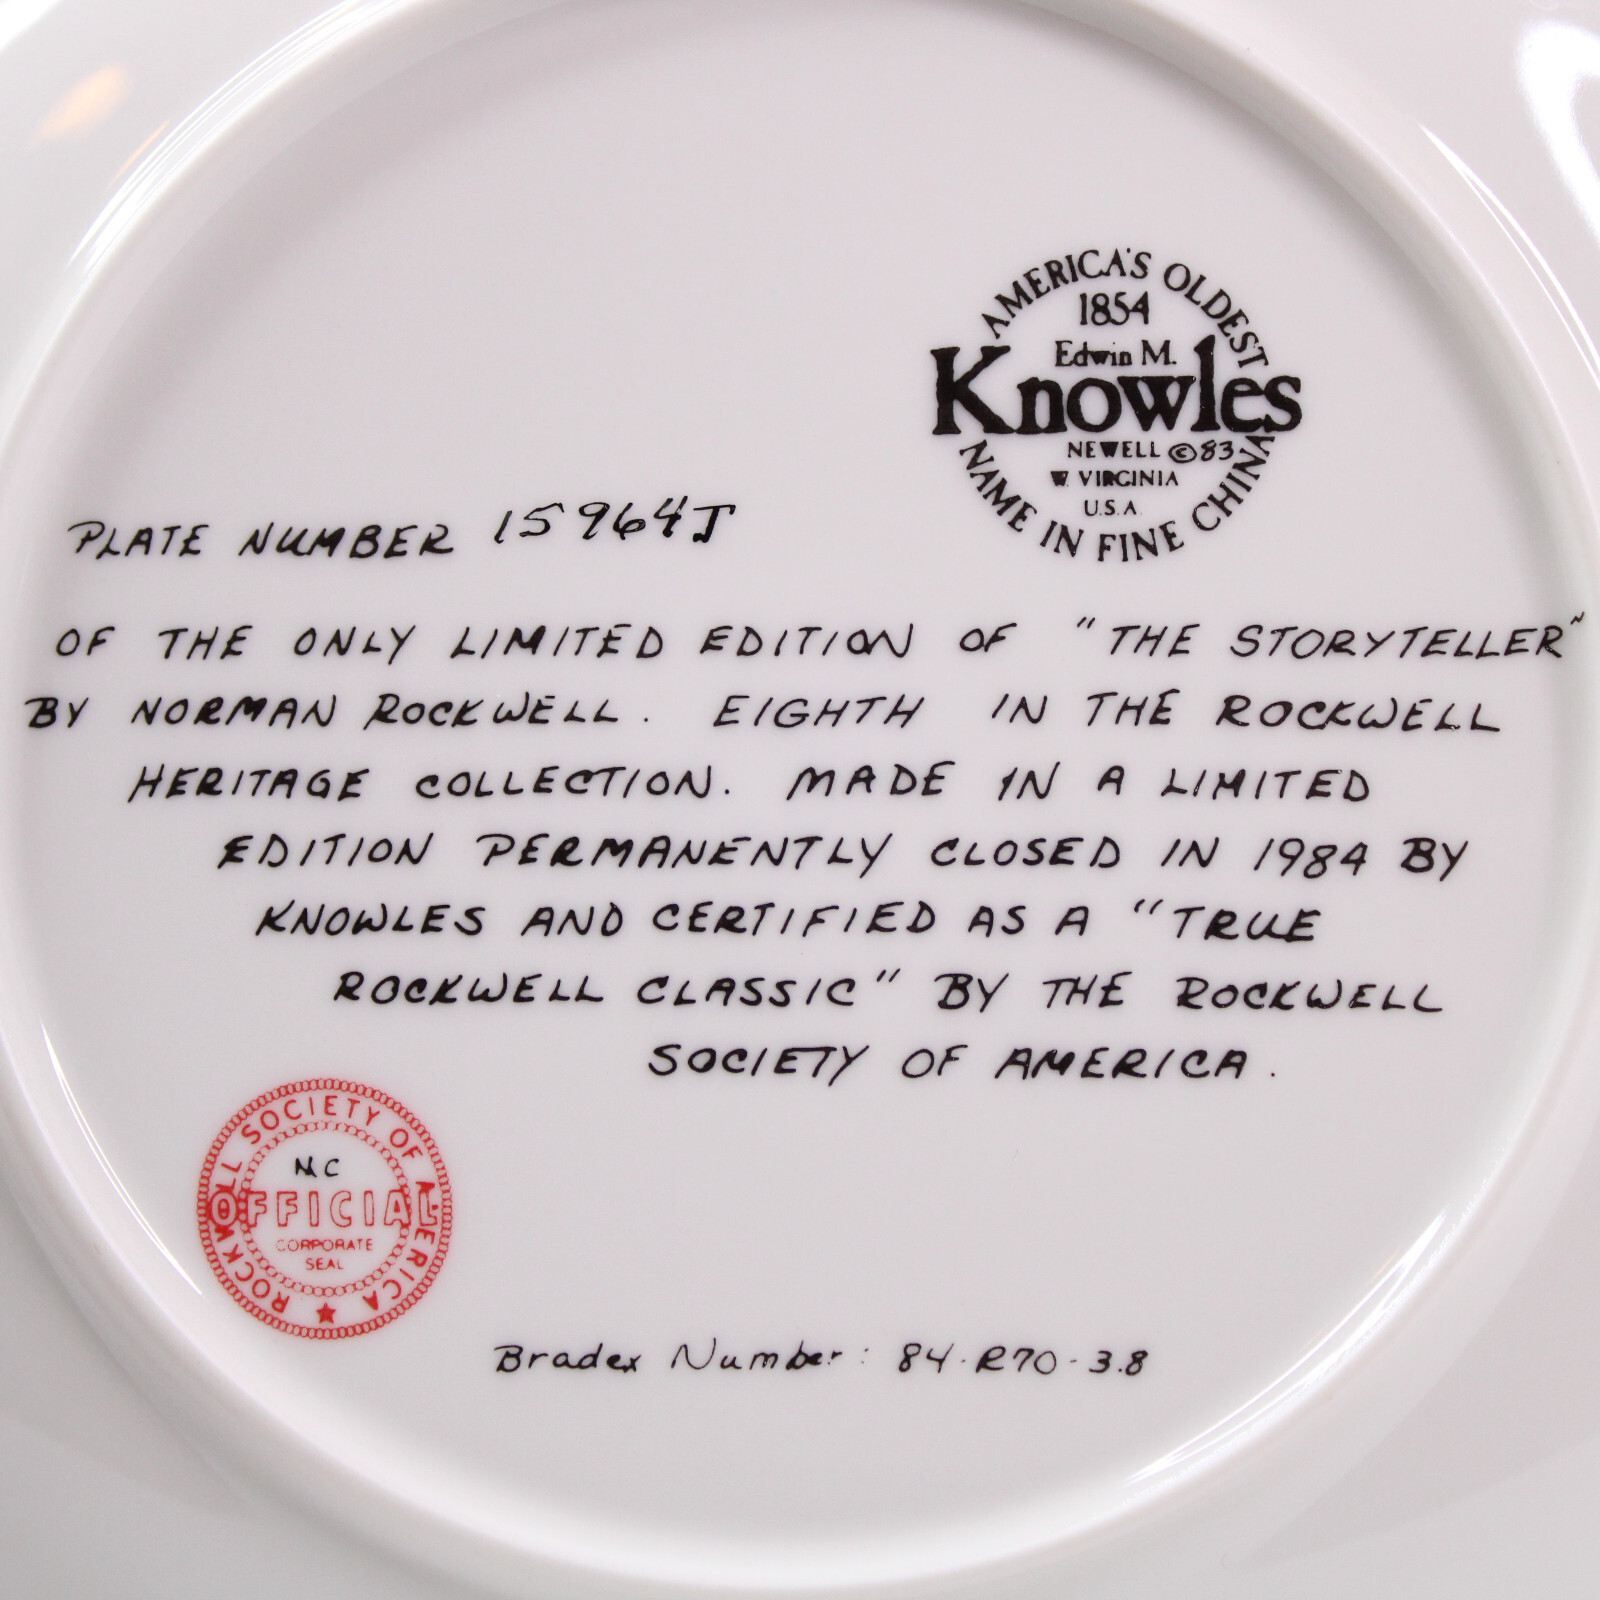 AMERICA'S OLDEST
1854
Edwin M.
Knowles
NEWELL © 83
W. VIRGINIA
U.S.A.
NAME IN FINE CHINA
PLATE NUMBER 15964J
OF THE ONLY LIMITED EDITION OF "THE STORYTELLER"
BY NORMAN ROCKWELL. EIGHTH IN THE ROCKWELL
HERITAGE COLLECTION. MADE IN A LIMITED
EDITION PERMANENTLY CLOSED IN 1984 BY
KNOWLES AND CERTIFIED AS A "TRUE
ROCKWELL CLASSIC" BY THE ROCKWELL
SOCIETY OF AMERICA.
ROCKWELL SOCIETY OF AMERICA
MC
OFFICIAL
CORPORATE
SEAL
Bradex Number: 84-R70-3.8